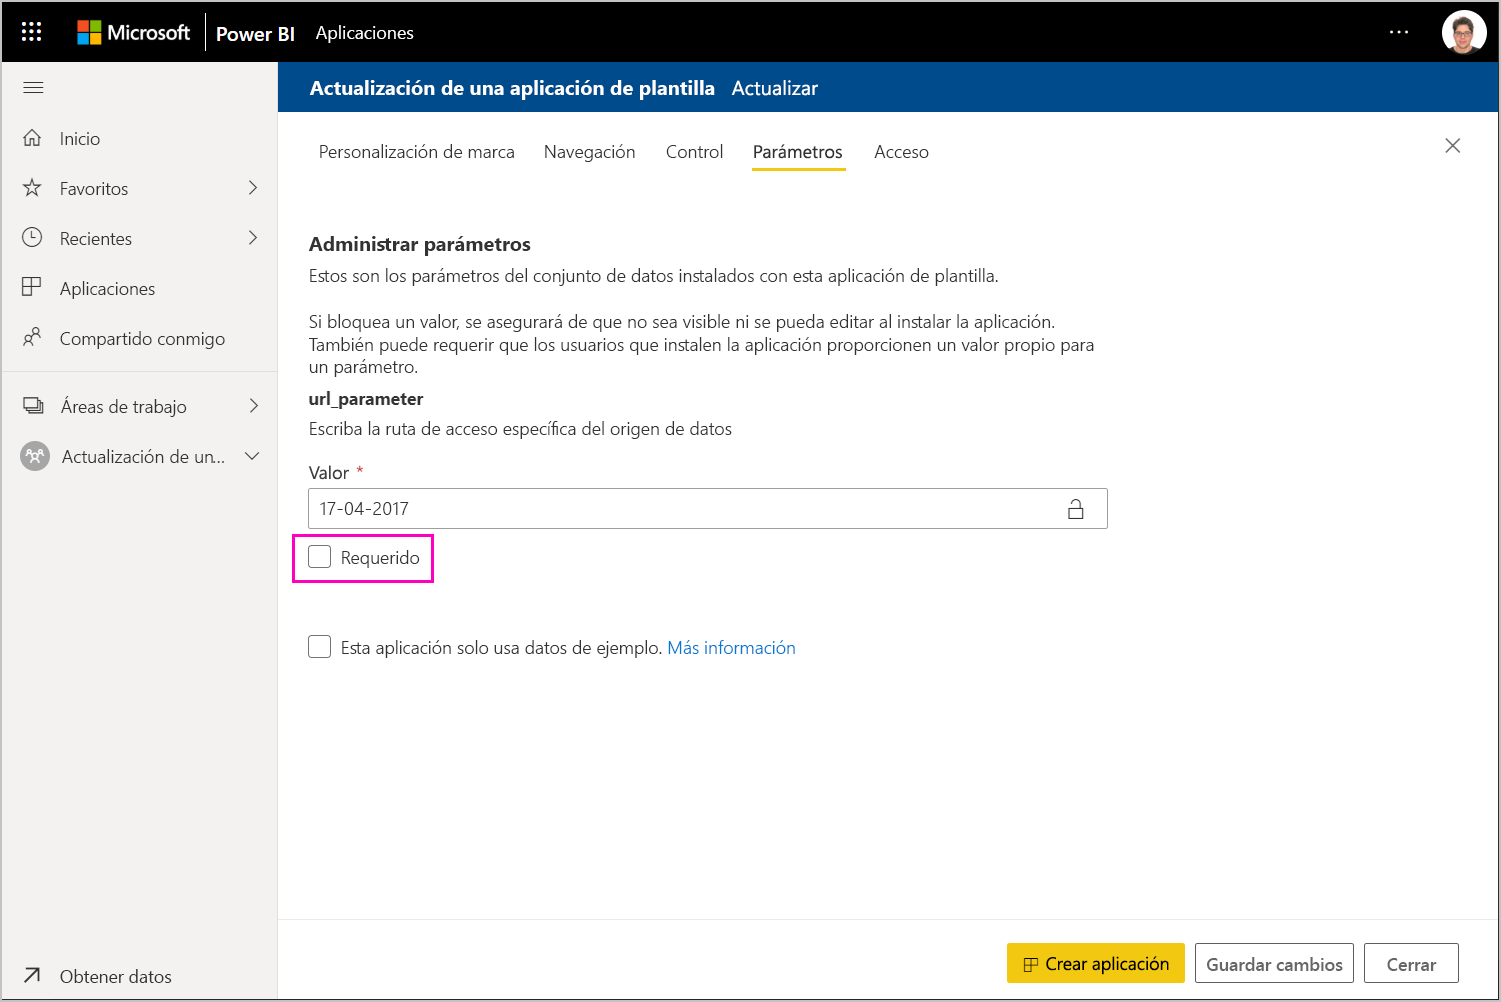 Microsoft Power BI Aplicaciones
Actualización de una aplicación de plantilla Actualizar
Inicio
Favoritos
Recientes
Aplicaciones
Compartido conmigo
Áreas de trabajo
Actualización de un...
Obtener datos
Personalización de marca Navegación Control Parámetros Acceso
Administrar parámetros
Estos son los parámetros del conjunto de datos instalados con esta aplicación de plantilla.
Si bloquea un valor, se asegurará de que no sea visible ni se pueda editar al instalar la aplicación.
También puede requerir que los usuarios que instalen la aplicación proporcionen un valor propio para
un parámetro.
url_parameter
Escriba la ruta de acceso específica del origen de datos
Valor *
17-04-2017
Requerido
Esta aplicación solo usa datos de ejemplo. Más información
Crear aplicación Guardar cambios Cerrar